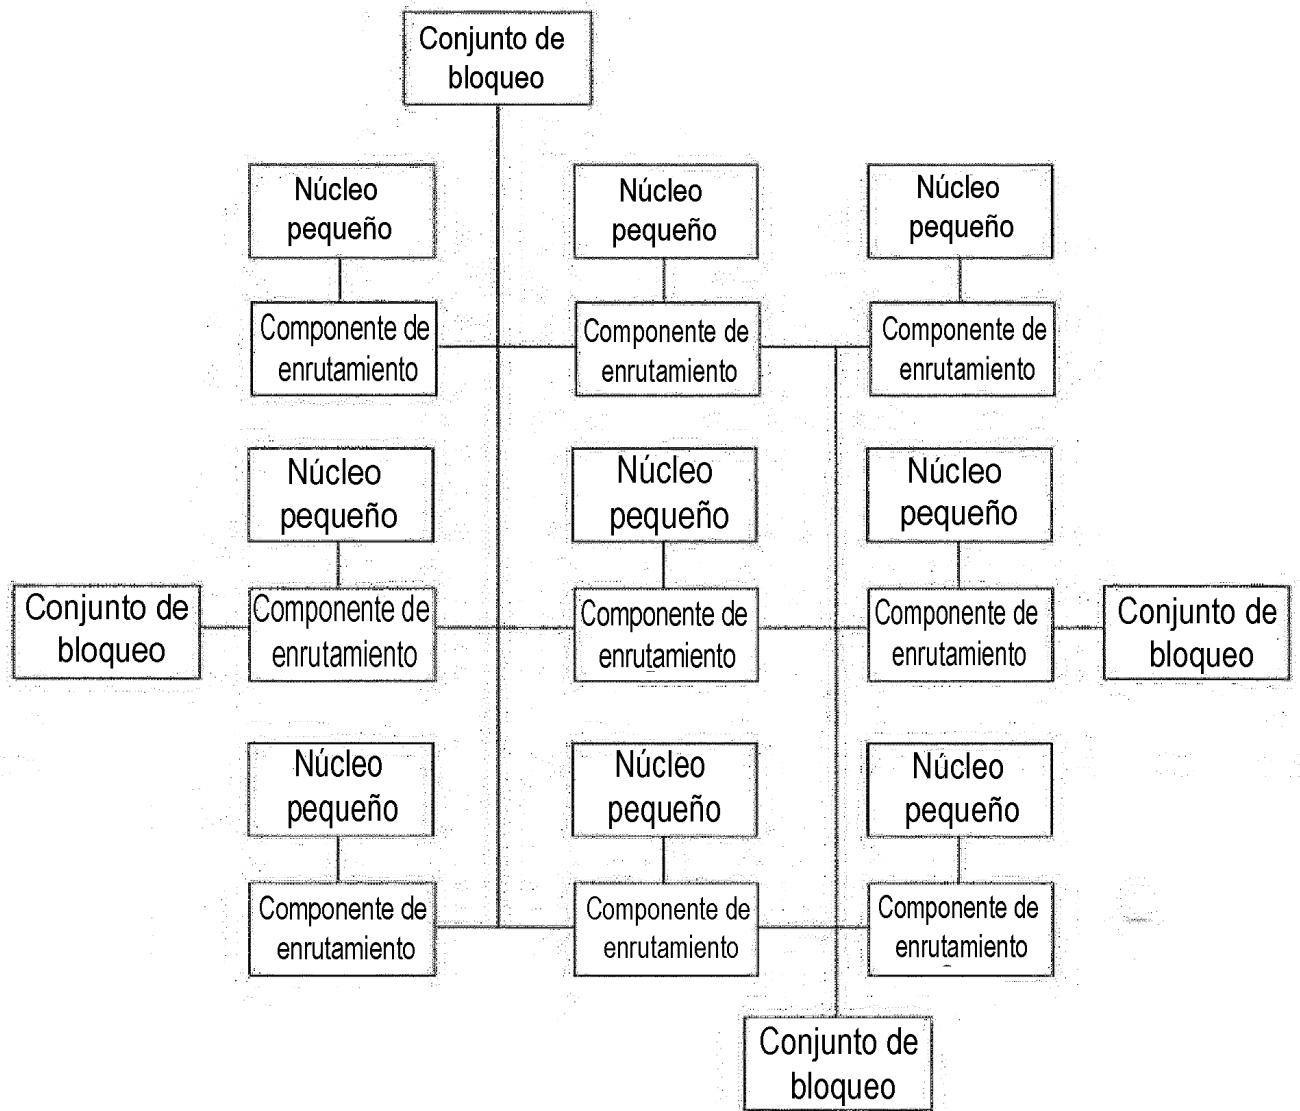 Conjunto de
bloqueo
Núcleo
pequeño
Núcleo
pequeño
Núcleo
pequeño
Componente de
enrutamiento
Componente de
enrutamiento
Componente de
enrutamiento
Núcleo
pequeño
Núcleo
pequeño
Núcleo
pequeño
Conjunto de
bloqueo
Componente de
enrutamiento
Componente de
enrutamiento
Componente de
enrutamiento
Conjunto de
bloqueo
Núcleo
pequeño
Núcleo
pequeño
Núcleo
pequeño
Componente de
enrutamiento
Componente de
enrutamiento
Componente de
enrutamiento
Conjunto de
bloqueo